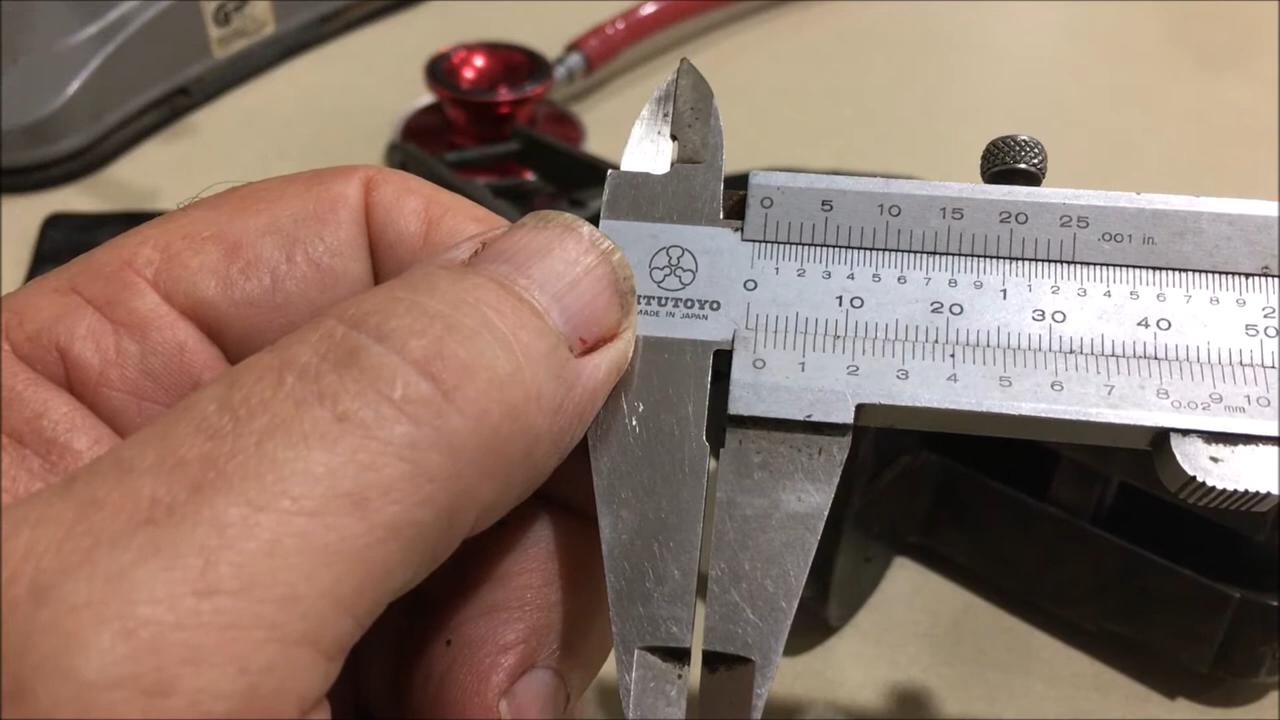 0 5 10 15 20 25 .001 in.
1 2 3 4 5 6 7 8 9 1 1 2 3 4 5 6 7 8 9 2
ITUTOYO
MADE IN JAPAN
0 10 20 30 40 50
0 1 2 3 4 5 6 7 8 9 10
0.02 mm